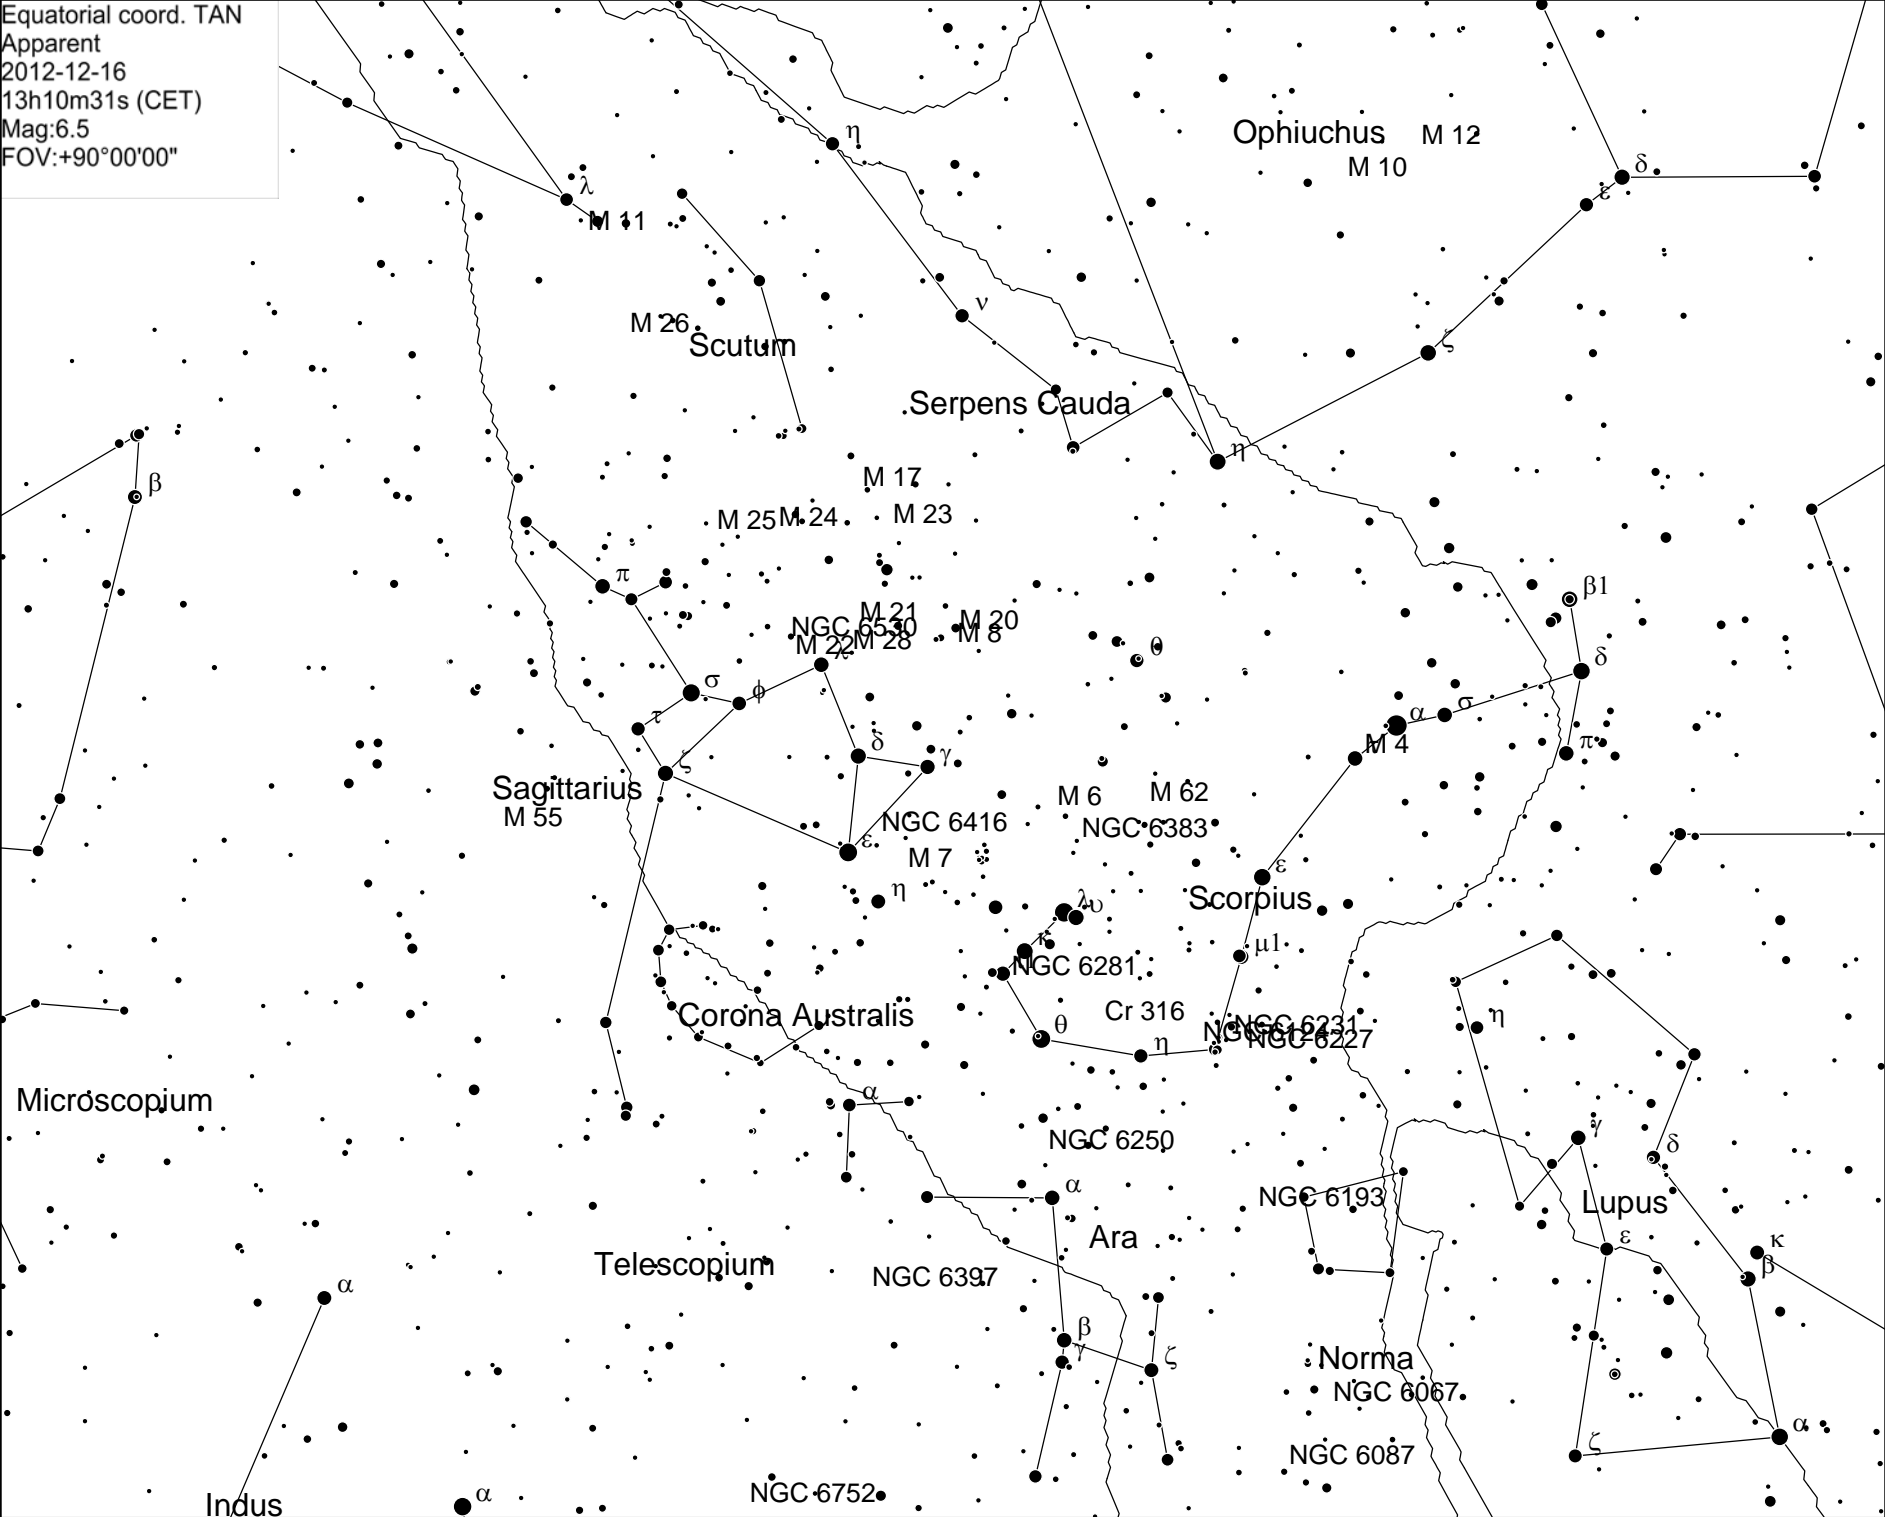 Equatorial coord. TAN
Apparent
2012-12-16
13h10m31s (CET)
Mag:6.5
FOV:+90°00'00"
η
Ophiuchus
M 12
M 10
δ
ε
λ
M 11
ν
M 26
Scutum
ζ
Serpens Cauda
η
β
M 17
M 25
M 24
M 23
π
β1
M 21
M 20
NGC 6530
M 8
M 22
M 28
λ
θ
δ
σ
φ
τ
α
σ
δ
γ
M 4
π
ζ
Sagittarius
M 55
M 6
M 62
NGC 6416
NGC 6383
ε
M 7
ε
η
λ
υ
Scorpius
κ
μ1
NGC 6281
Corona Australis
Cr 316
η
θ
NGC 6231
NGC 6124
NGC 6227
η
Microscopium
α
γ
NGC 6250
δ
α
NGC 6193
Lupus
Ara
ε
κ
Telescopium
NGC 6397
β
α
β
γ
ζ
Norma
NGC 6067
α
ζ
NGC 6087
α
NGC 6752
Indus